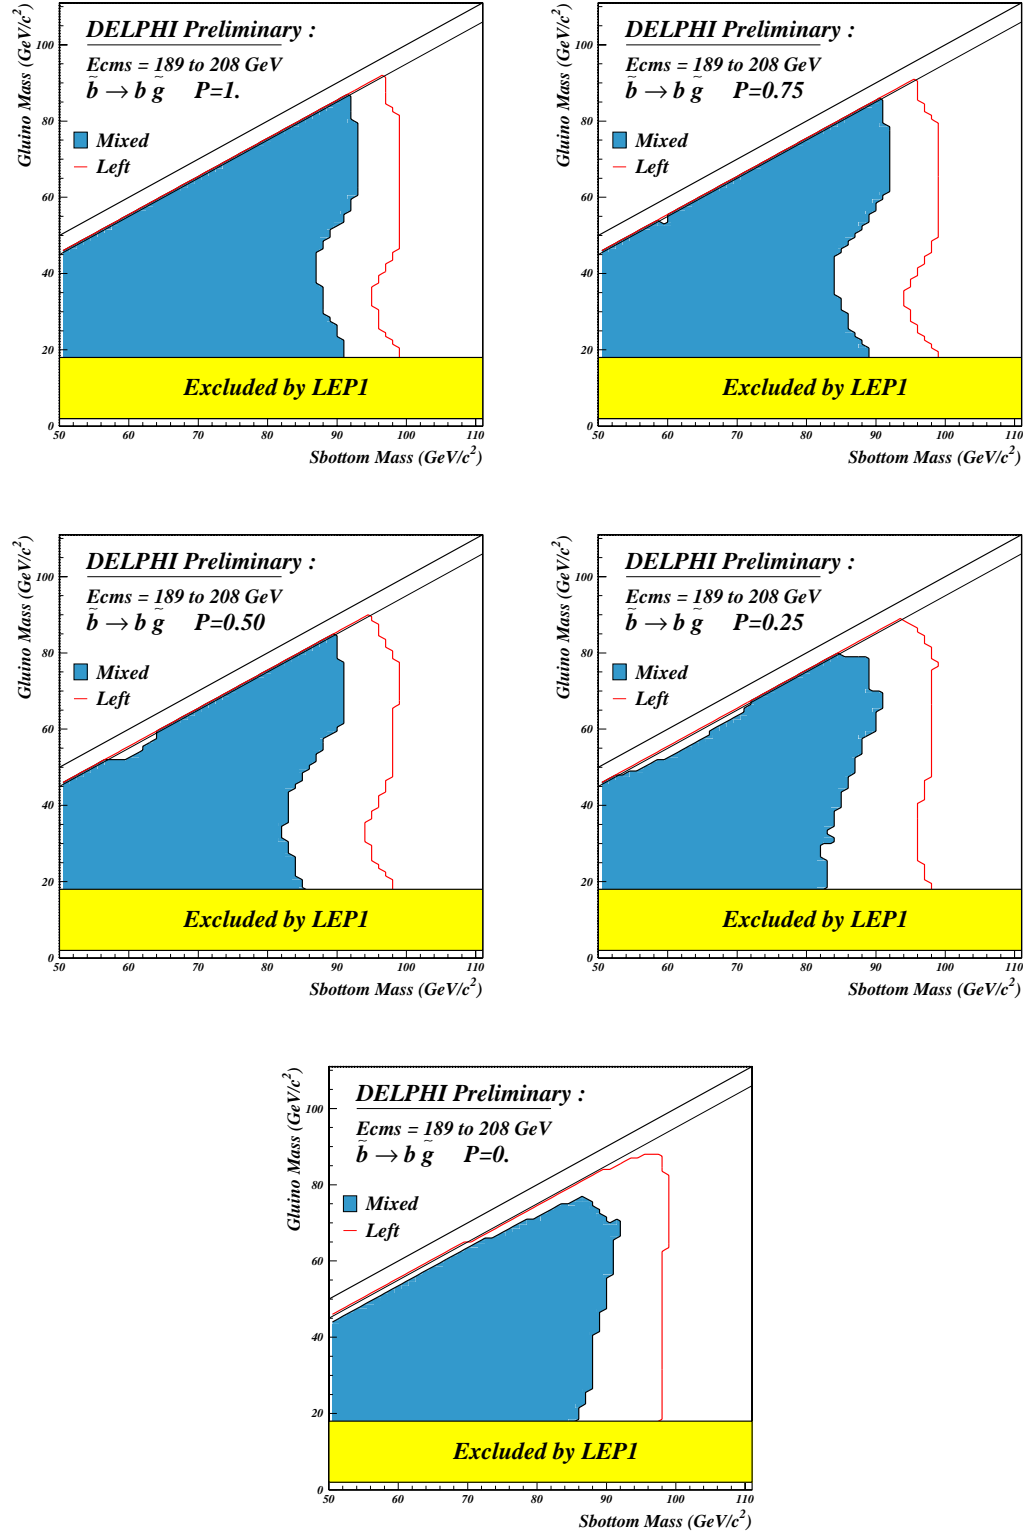 DELPHI Preliminary :
Ecms = 189 to 208 GeV
b̃ → b g̃ P=1.
Mixed
Left
Excluded by LEP1
Gluino Mass (GeV/c²)
100
80
60
40
20
0
50 60 70 80 90 100 110
Sbottom Mass (GeV/c²)
DELPHI Preliminary :
Ecms = 189 to 208 GeV
b̃ → b g̃ P=0.75
Mixed
Left
Excluded by LEP1
Gluino Mass (GeV/c²)
100
80
60
40
20
0
50 60 70 80 90 100 110
Sbottom Mass (GeV/c²)
DELPHI Preliminary :
Ecms = 189 to 208 GeV
b̃ → b g̃ P=0.50
Mixed
Left
Excluded by LEP1
Gluino Mass (GeV/c²)
100
80
60
40
20
0
50 60 70 80 90 100 110
Sbottom Mass (GeV/c²)
DELPHI Preliminary :
Ecms = 189 to 208 GeV
b̃ → b g̃ P=0.25
Mixed
Left
Excluded by LEP1
Gluino Mass (GeV/c²)
100
80
60
40
20
0
50 60 70 80 90 100 110
Sbottom Mass (GeV/c²)
DELPHI Preliminary :
Ecms = 189 to 208 GeV
b̃ → b g̃ P=0.
Mixed
Left
Excluded by LEP1
Gluino Mass (GeV/c²)
100
80
60
40
20
0
50 60 70 80 90 100 110
Sbottom Mass (GeV/c²)